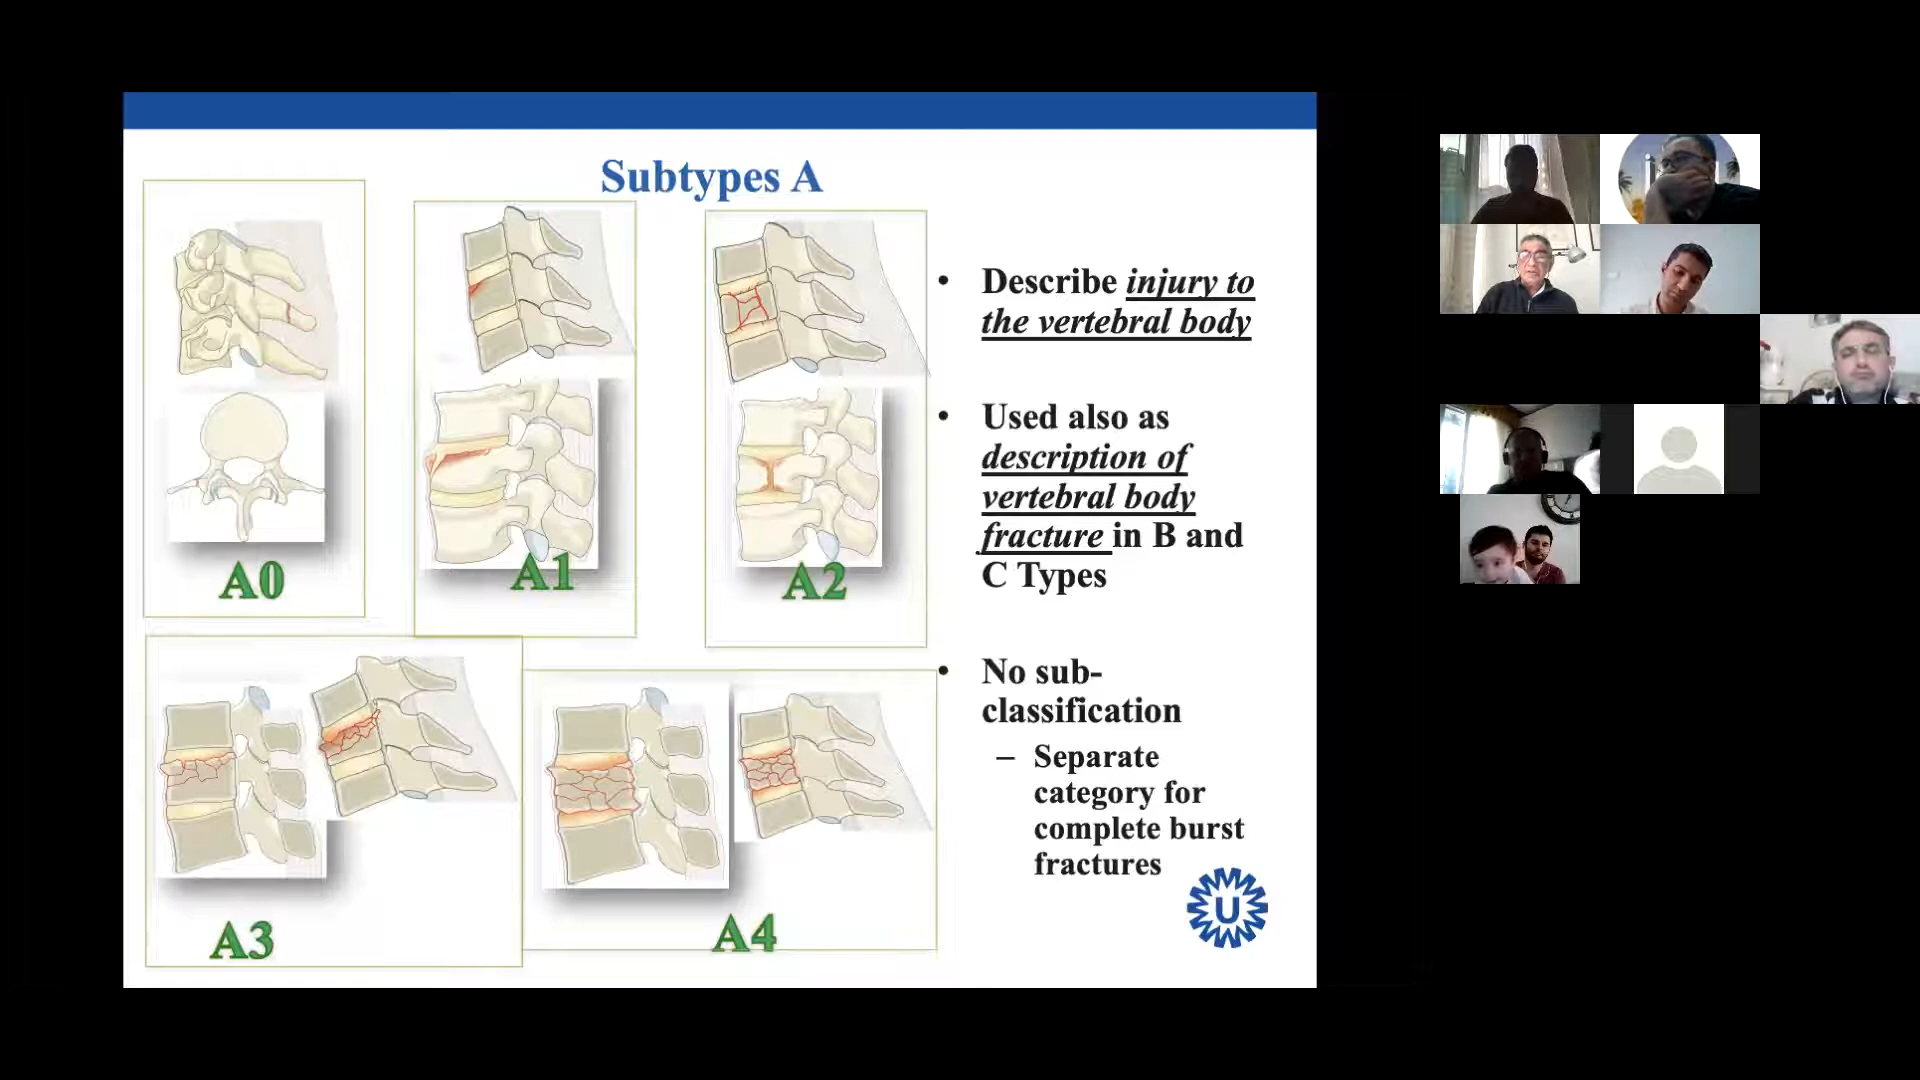 Subtypes A
A0
A1
A2
A3
A4
• Describe injury to
the vertebral body
• Used also as
description of
vertebral body
fracture in B and
C Types
• No sub-
classification
– Separate
category for
complete burst
fractures
U